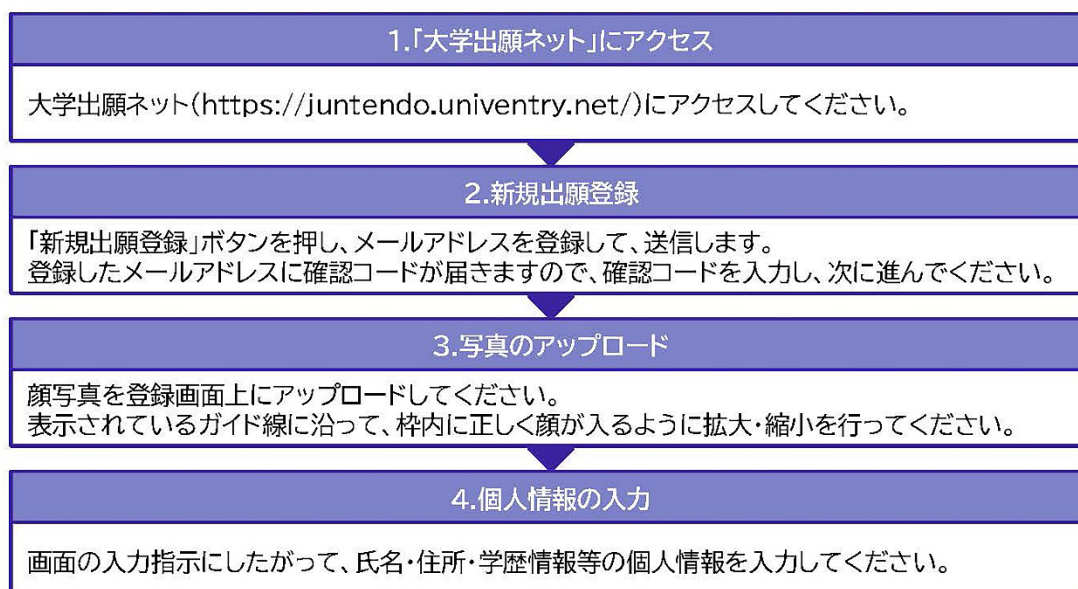 1.「大学出願ネット」にアクセス
大学出願ネット(https://juntendo.univentry.net/)にアクセスしてください。
2.新規出願登録
「新規出願登録」ボタンを押し、メールアドレスを登録して、送信します。
登録したメールアドレスに確認コードが届きますので、確認コードを入力し、次に進んでください。
3.写真のアップロード
顔写真を登録画面上にアップロードしてください。
表示されているガイド線に沿って、枠内に正しく顔が入るように拡大・縮小を行ってください。
4.個人情報の入力
画面の入力指示にしたがって、氏名・住所・学歴情報等の個人情報を入力してください。